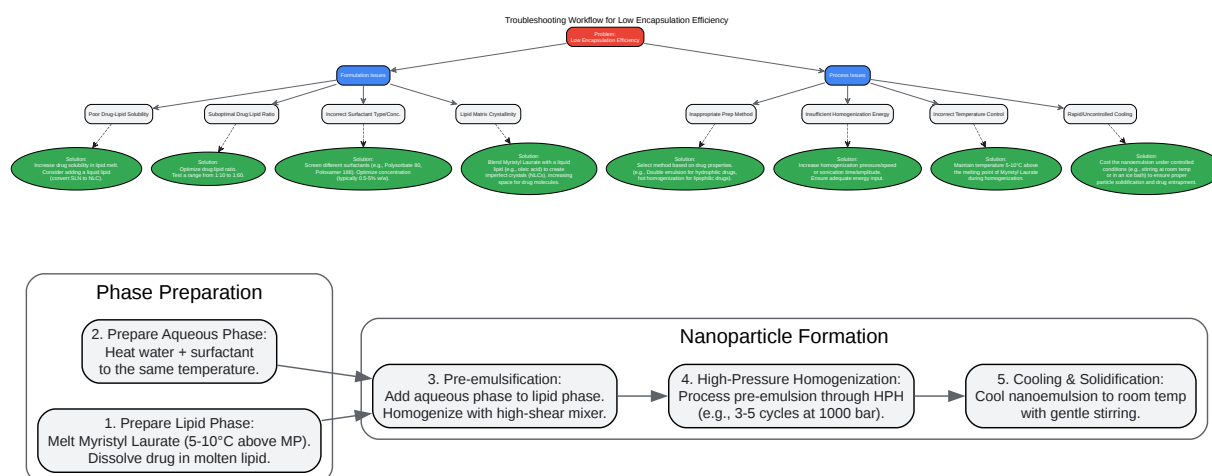 Troubleshooting Workflow for Low Encapsulation Efficiency
Problem:
Low Encapsulation Efficiency
Formulation Issues
Process Issues
Poor Drug-Lipid Solubility
Suboptimal Drug:Lipid Ratio
Incorrect Surfactant Type/Conc.
Lipid Matrix Crystallinity
Inappropriate Prep Method
Insufficient Homogenization Energy
Incorrect Temperature Control
Rapid/Uncontrolled Cooling
Solution:
Increase drug solubility in lipid melt.
Consider adding a liquid lipid
(convert SLN to NLC).
Solution:
Optimize drug:lipid ratio.
Test a range from 1:10 to 1:60.
Solution:
Screen different surfactants (e.g., Polysorbate 80,
Poloxamer 188). Optimize concentration
(typically 0.5-5% w/w).
Solution:
Blend Myristyl Laurate with a liquid
lipid (e.g., oleic acid) to create
imperfect crystals (NLCs), increasing
space for drug molecules.
Solution:
Select method based on drug properties.
(e.g., Double emulsion for hydrophilic drugs,
hot homogenization for lipophilic drugs).
Solution:
Increase homogenization pressure/speed
or sonication time/amplitude.
Ensure adequate energy input.
Solution:
Maintain temperature 5-10°C above
the melting point of Myristyl Laurate
during homogenization.
Solution:
Cool the nanoemulsion under controlled
conditions (e.g., stirring at room temp
or in an ice bath) to ensure proper
particle solidification and drug entrapment.
Phase Preparation
2. Prepare Aqueous Phase:
Heat water + surfactant
to the same temperature.
1. Prepare Lipid Phase:
Melt Myristyl Laurate (5-10°C above MP).
Dissolve drug in molten lipid.
Nanoparticle Formation
3. Pre-emulsification:
Add aqueous phase to lipid phase.
Homogenize with high-shear mixer.
4. High-Pressure Homogenization:
Process pre-emulsion through HPH
(e.g., 3-5 cycles at 1000 bar).
5. Cooling & Solidification:
Cool nanoemulsion to room temp
with gentle stirring.